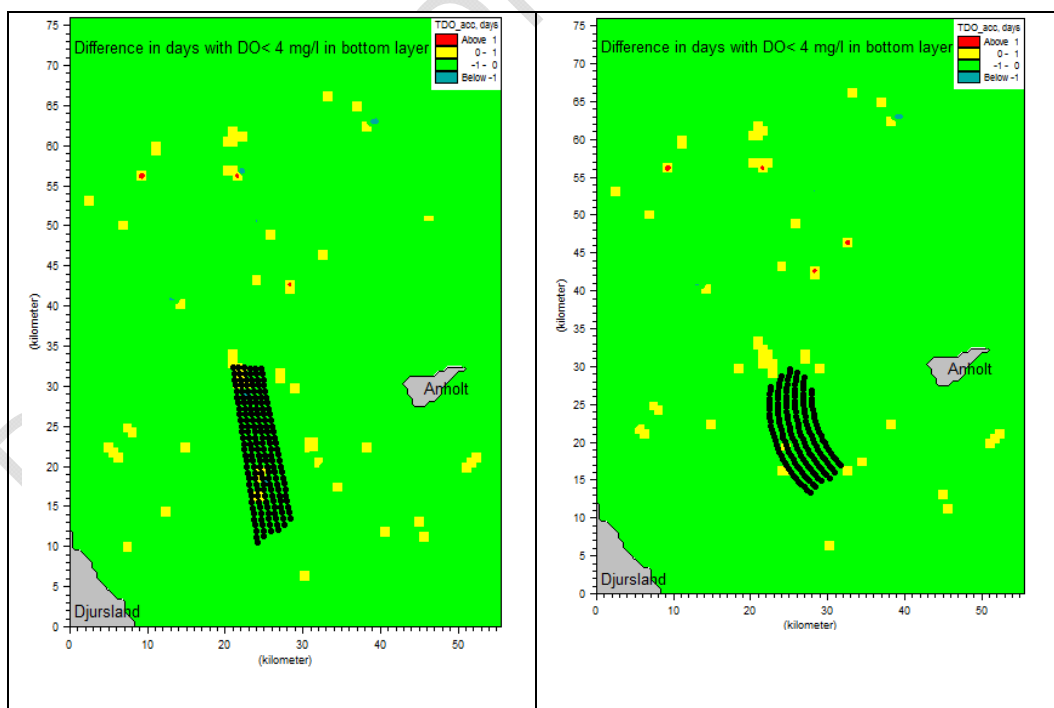 TDO_acc, days
Above 1
0 - 1
-1 - 0
Below -1
Difference in days with DO< 4 mg/l in bottom layer
75
70
65
60
55
50
45
40
35
30
25
20
15
10
5
0
(kilometer)
Anholt
Djursland
0 10 20 30 40 50
(kilometer)
TDO_acc, days
Above 1
0 - 1
-1 - 0
Below -1
Difference in days with DO< 4 mg/l in bottom layer
75
70
65
60
55
50
45
40
35
30
25
20
15
10
5
0
(kilometer)
Anholt
Djursland
0 10 20 30 40 50
(kilometer)